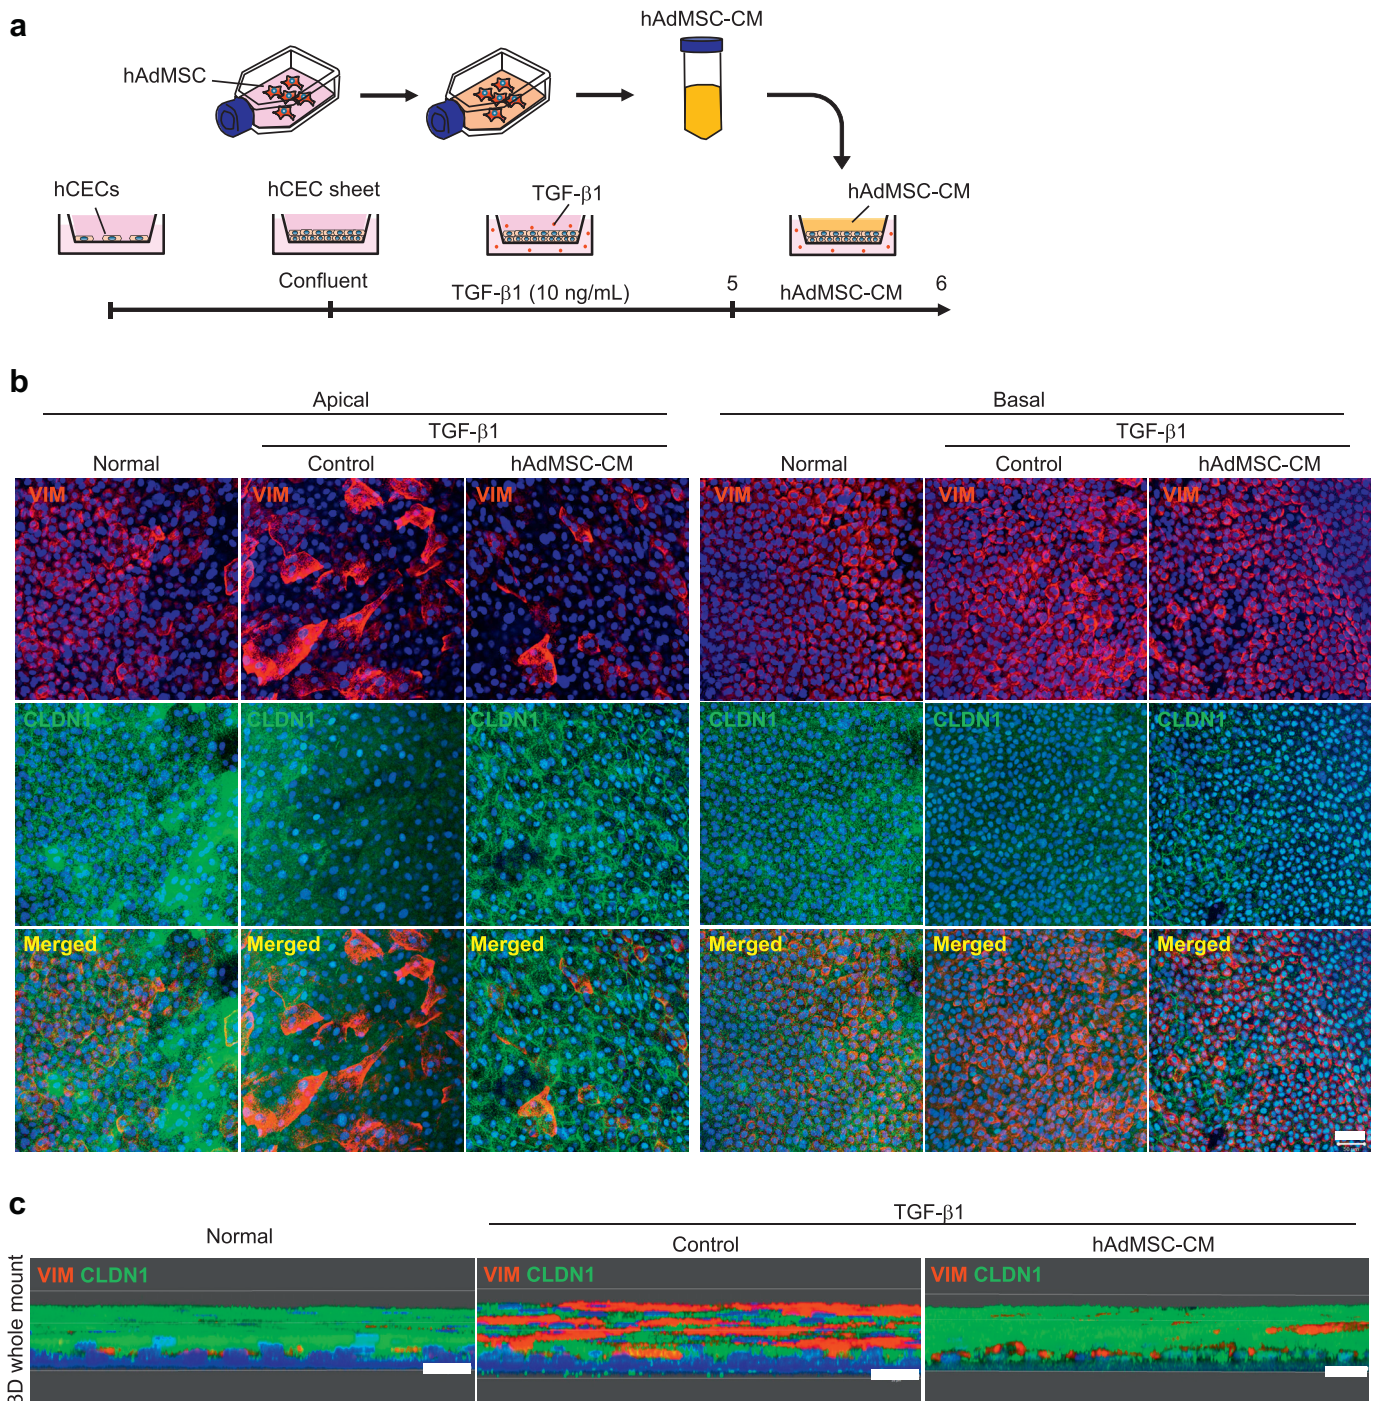 a
hAdMSC-CM
hAdMSC
hCECs
hCEC sheet
TGF-β1
hAdMSC-CM
Confluent
TGF-β1 (10 ng/mL)
5
hAdMSC-CM
6
b
Apical
Basal
TGF-β1
TGF-β1
Normal
Control
hAdMSC-CM
Normal
Control
hAdMSC-CM
VIM
VIM
VIM
VIM
VIM
VIM
CLDN1
CLDN1
CLDN1
CLDN1
CLDN1
CLDN1
Merged
Merged
Merged
Merged
Merged
Merged
c
TGF-β1
Normal
Control
hAdMSC-CM
3D whole mount
VIM CLDN1
VIM CLDN1
VIM CLDN1